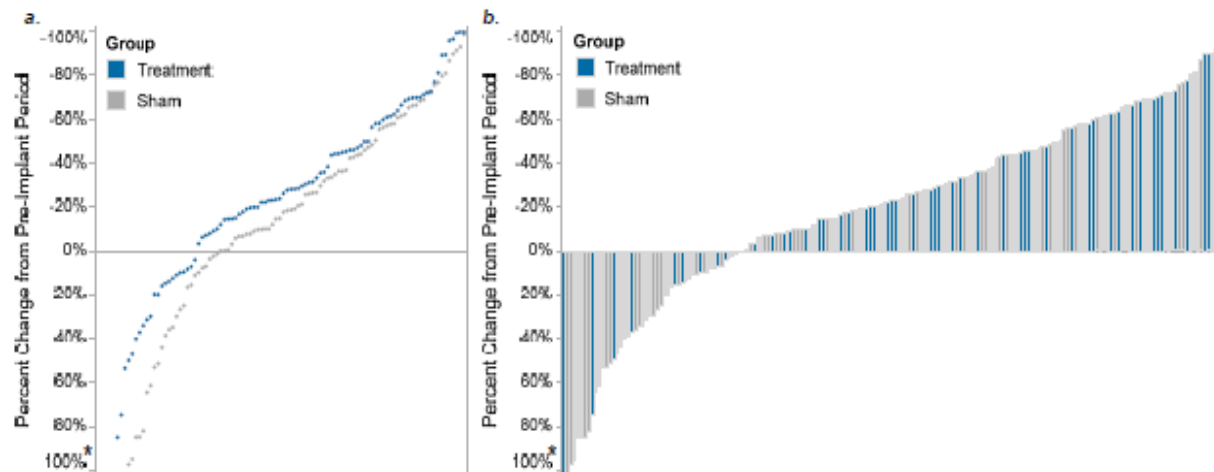 a.
Percent Change from Pre-Implant Period
-100%
-80%
-60%
-40%
-20%
0%
20%
40%
60%
80%
*
100%
Group
Treatment
Sham
b.
Percent Change from Pre-Implant Period
-100%
-80%
-60%
-40%
-20%
0%
20%
40%
60%
80%
*
100%
Group
Treatment
Sham